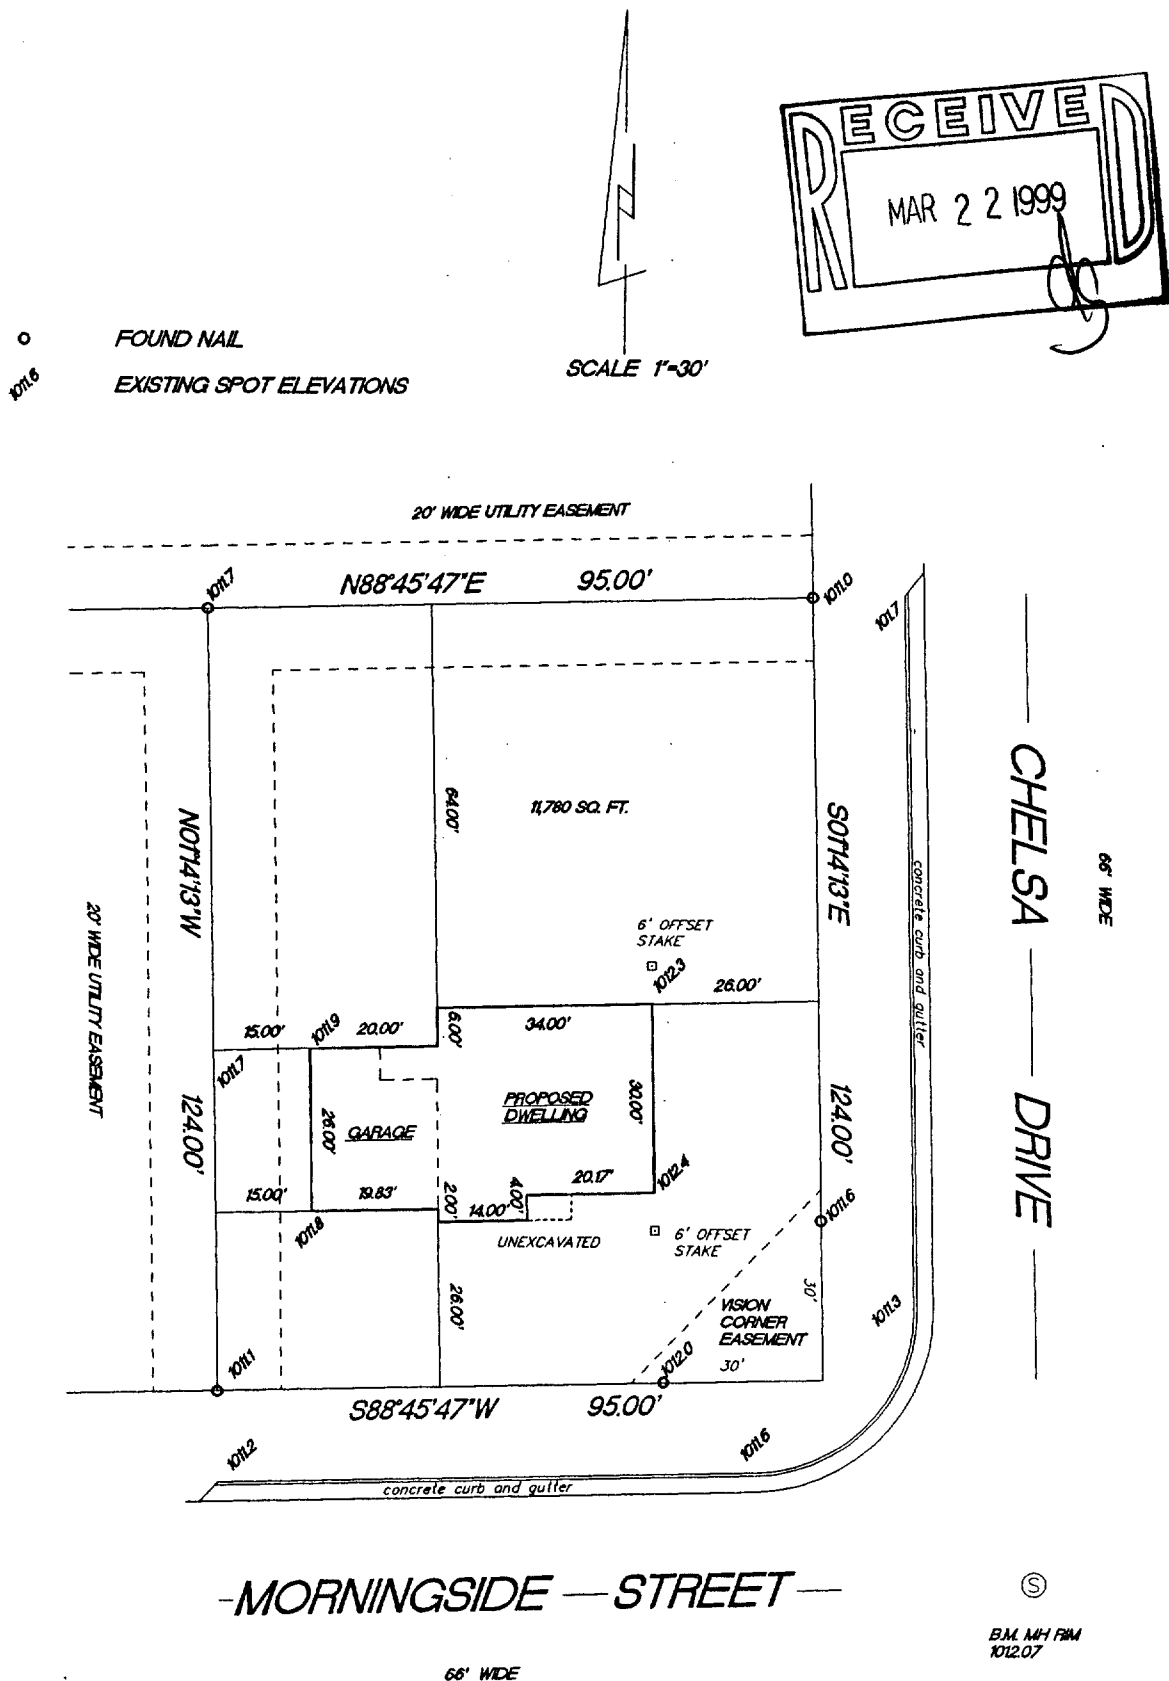 RECEIVED
MAR 22 1999
FOUND NAIL
1011.6
EXISTING SPOT ELEVATIONS
N
SCALE 1"=30'
20' WIDE UTILITY EASEMENT
1011.7
N88°45'47"E
95.00'
1011.0
101.7
64.00'
11,780 SQ. FT.
N01°14'13"W
S01°14'13"E
CHELSA DRIVE
66' WIDE
concrete curb and gutter
20' WIDE UTILITY EASEMENT
6' OFFSET
STAKE
1012.3
26.00'
15.00'
1011.9
20.00'
6.00'
34.00'
1011.7
124.00'
26.00'
GARAGE
PROPOSED
DWELLING
30.00'
124.00'
15.00'
19.83'
2.00'
14.00'
4.00'
20.17"
1012.4
1011.8
UNEXCAVATED
6' OFFSET
STAKE
1011.6
26.00'
30'
VISION
CORNER
EASEMENT
30'
1011.3
1011.1
1012.0
S88°45'47"W
95.00'
1011.2
1011.6
concrete curb and gutter
MORNINGSIDE STREET
66' WIDE
S
B.M. MH RIM
1012.07